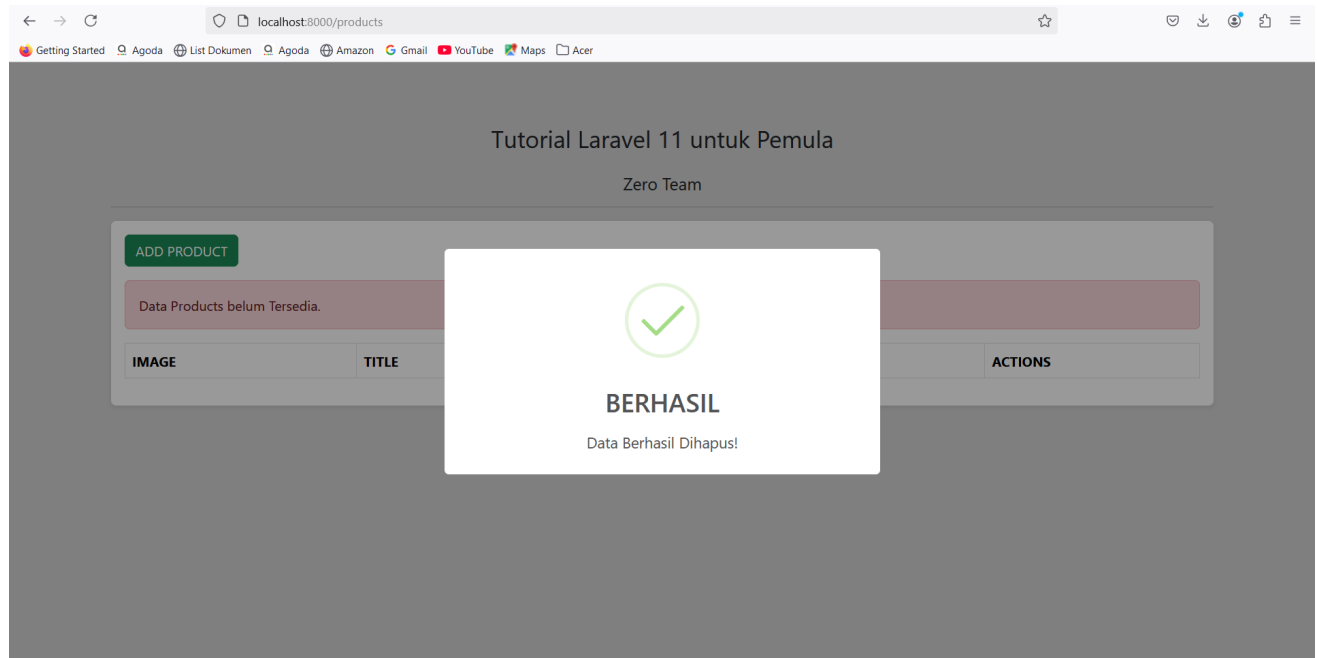 localhost:8000/products
Getting Started Agoda List Dokumen Agoda Amazon Gmail YouTube Maps Acer
Tutorial Laravel 11 untuk Pemula
Zero Team
ADD PRODUCT
Data Products belum Tersedia.
IMAGE TITLE ACTIONS
BERHASIL
Data Berhasil Dihapus!